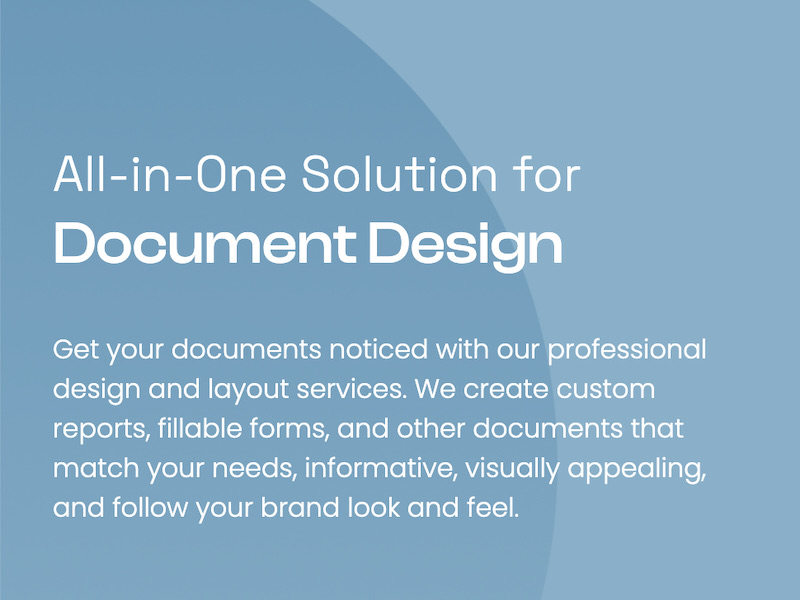 All-in-One Solution for
Document Design
Get your documents noticed with our professional
design and layout services. We create custom
reports, fillable forms, and other documents that
match your needs, informative, visually appealing,
and follow your brand look and feel.